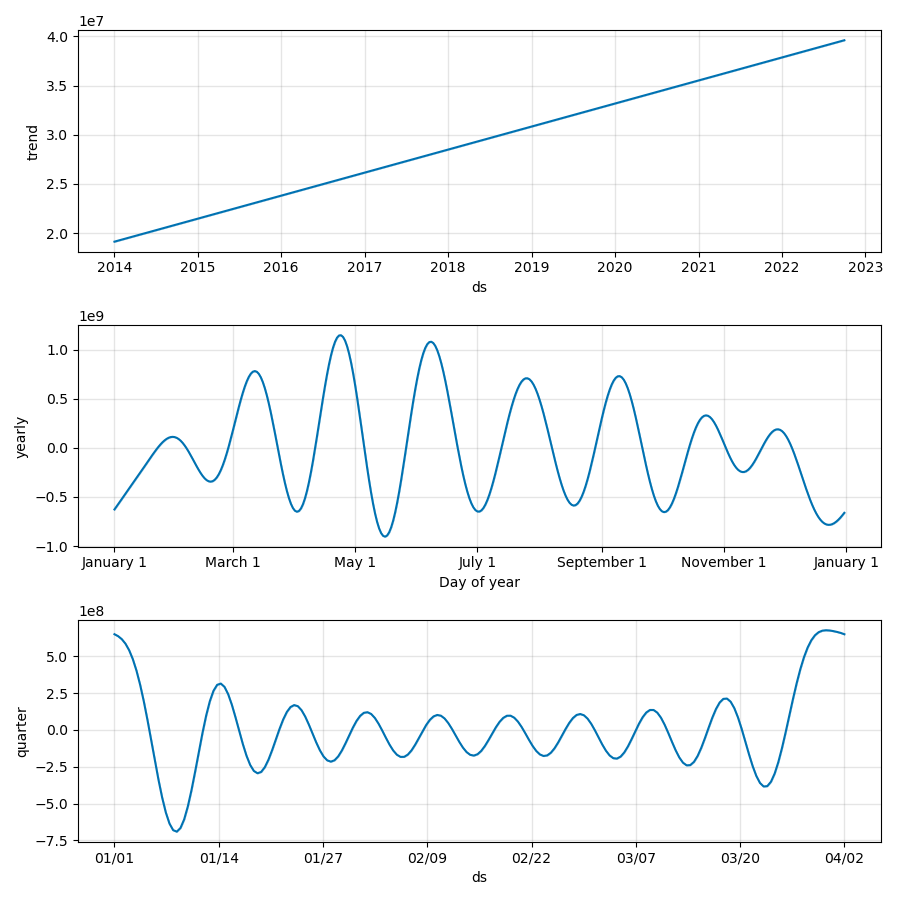 1e7
4.0
3.5
3.0
2.5
2.0
trend
2014 2015 2016 2017 2018 2019 2020 2021 2022 2023
ds
1e9
1.0
0.5
0.0
−0.5
−1.0
yearly
January 1 March 1 May 1 July 1 September 1 November 1 January 1
Day of year
1e8
5.0
2.5
0.0
−2.5
−5.0
−7.5
quarter
01/01 01/14 01/27 02/09 02/22 03/07 03/20 04/02
ds